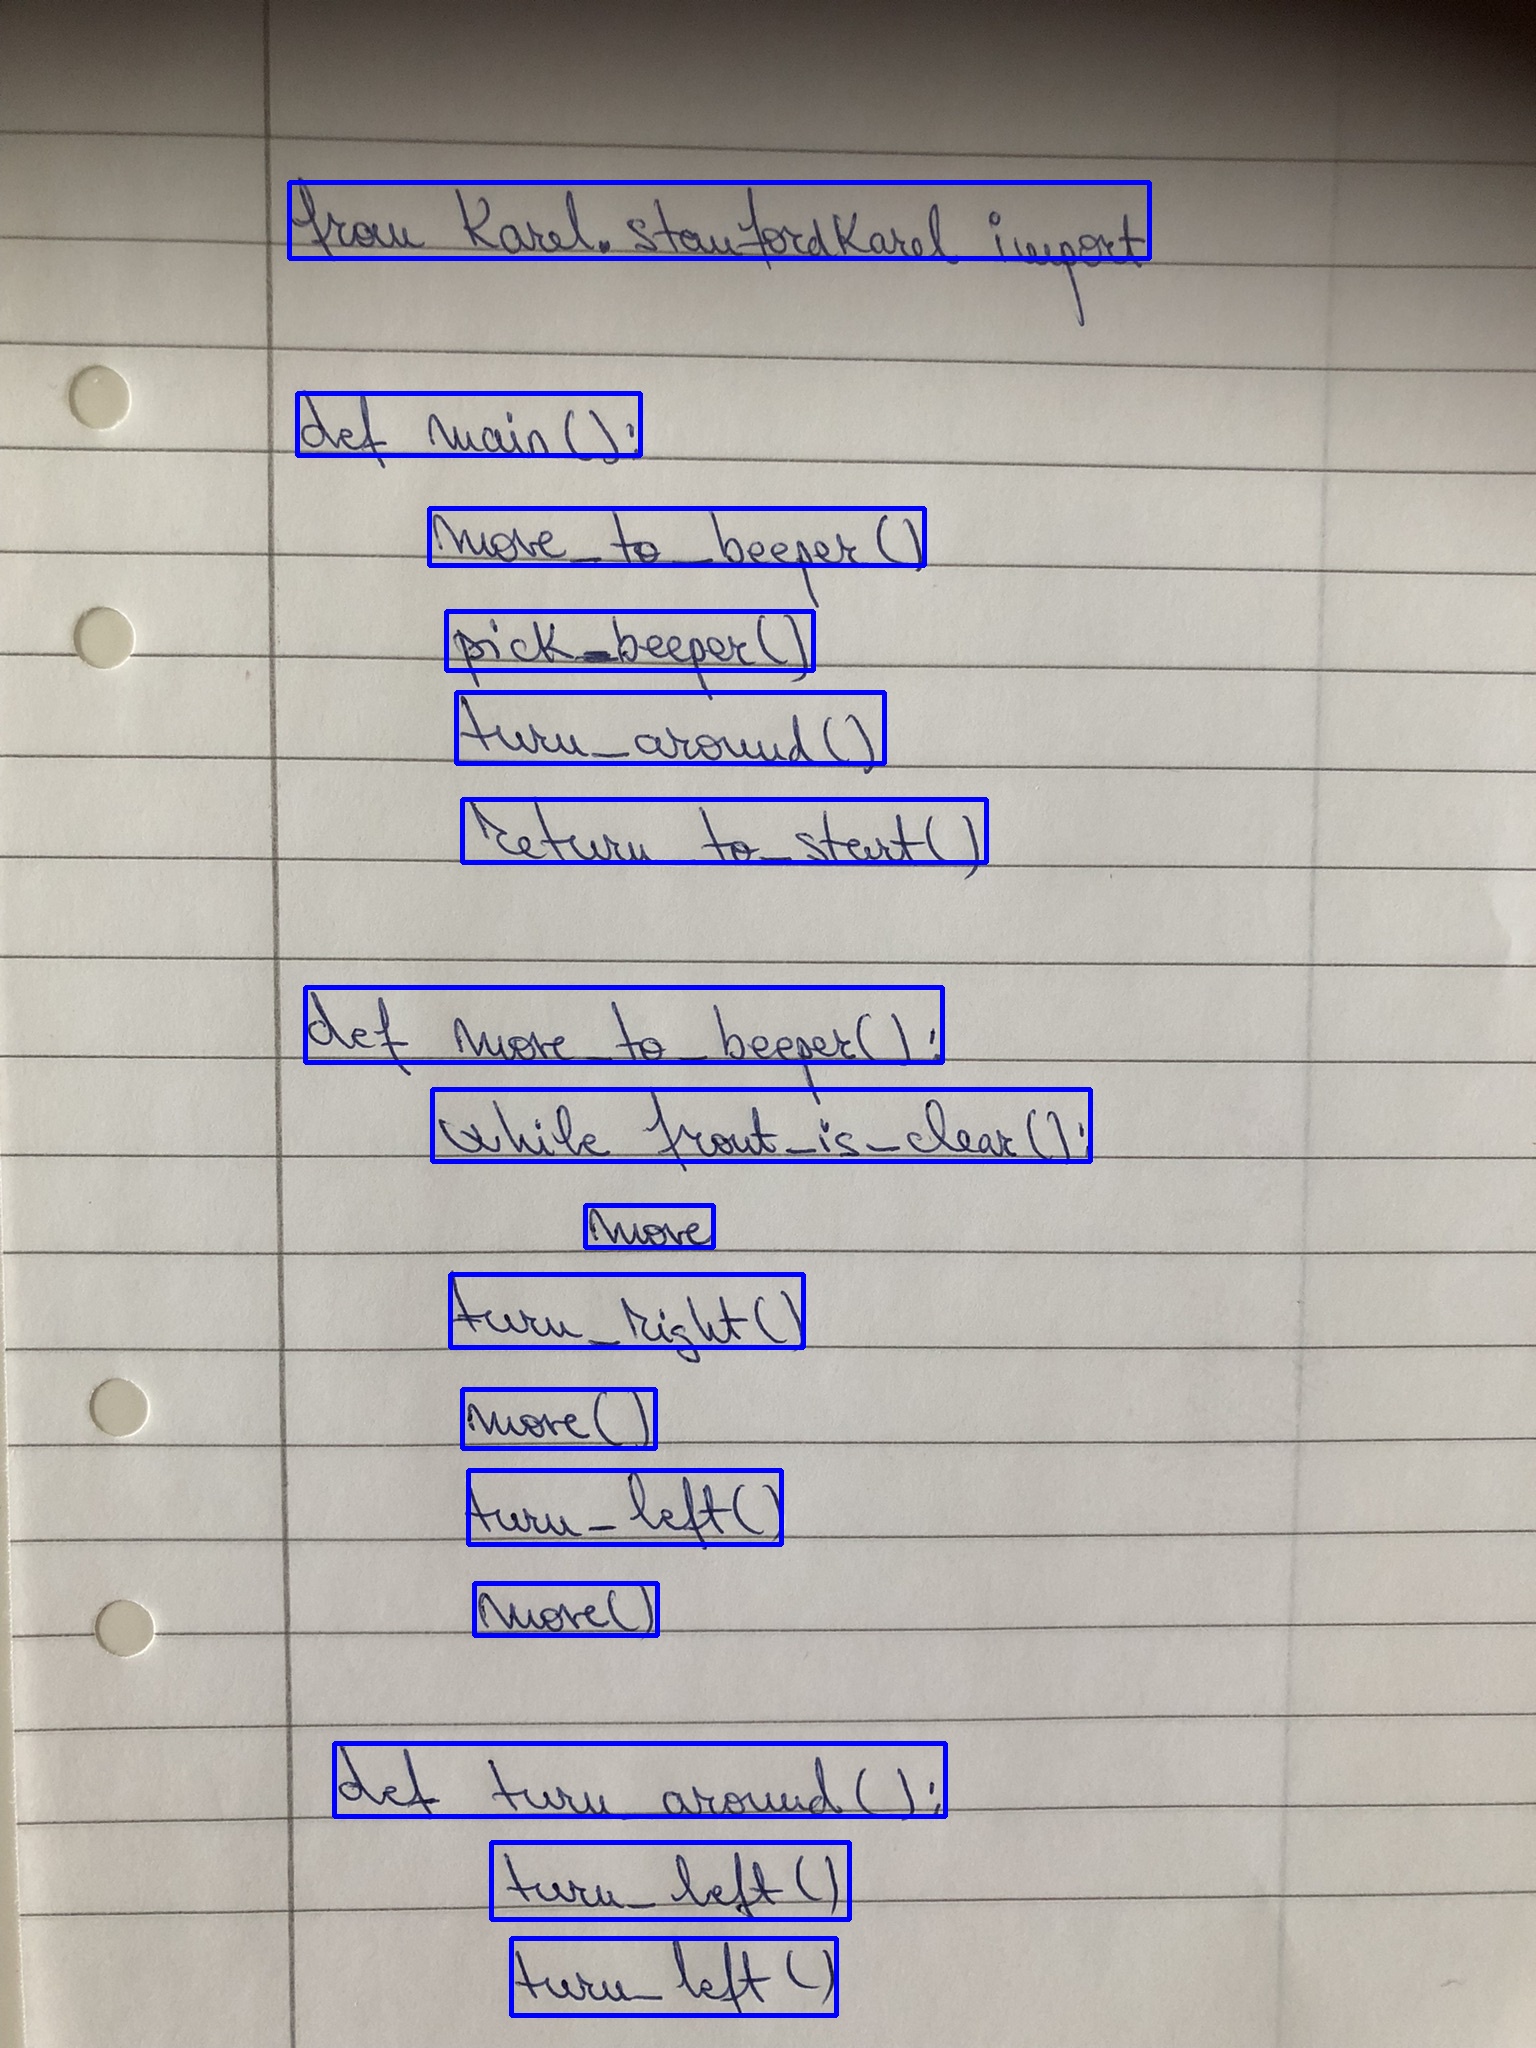 from Karel.stanfordKarel import
def main():
move_to_beeper()
pick_beeper()
turn_around()
return to_start()
def move_to_beeper():
while front_is_clear():
move
turn_right()
move()
turn_left()
move()
def turn_around():
turn_left()
turn_left()